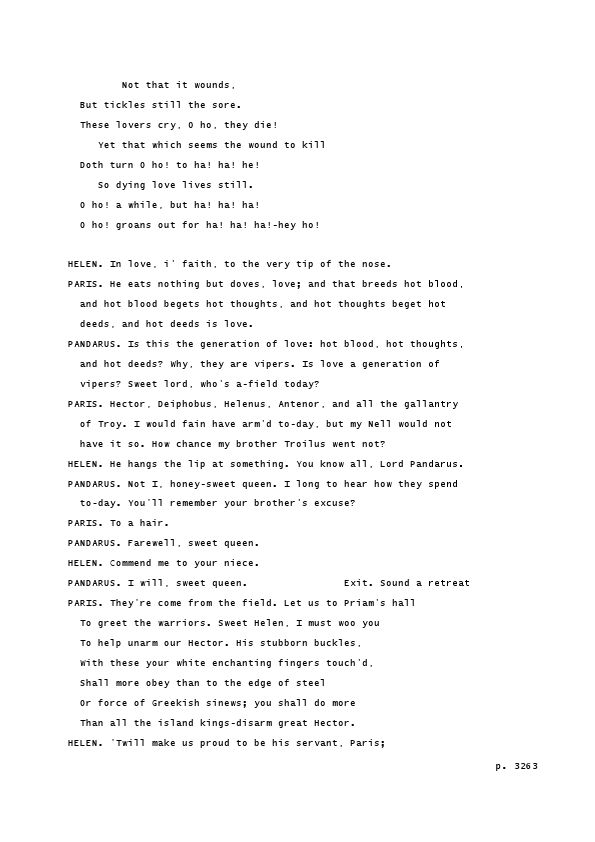 Not that it wounds,
But tickles still the sore.
These lovers cry, O ho, they die!
Yet that which seems the wound to kill
Doth turn O ho! to ha! ha! he!
So dying love lives still.
O ho! a while, but ha! ha! ha!
O ho! groans out for ha! ha! ha!-hey ho!

HELEN. In love, i' faith, to the very tip of the nose.
PARIS. He eats nothing but doves, love; and that breeds hot blood,
and hot blood begets hot thoughts, and hot thoughts beget hot
deeds, and hot deeds is love.
PANDARUS. Is this the generation of love: hot blood, hot thoughts,
and hot deeds? Why, they are vipers. Is love a generation of
vipers? Sweet lord, who's a-field today?
PARIS. Hector, Deiphobus, Helenus, Antenor, and all the gallantry
of Troy. I would fain have arm'd to-day, but my Nell would not
have it so. How chance my brother Troilus went not?
HELEN. He hangs the lip at something. You know all, Lord Pandarus.
PANDARUS. Not I, honey-sweet queen. I long to hear how they spend
to-day. You'll remember your brother's excuse?
PARIS. To a hair.
PANDARUS. Farewell, sweet queen.
HELEN. Commend me to your niece.
PANDARUS. I will, sweet queen. Exit. Sound a retreat
PARIS. They're come from the field. Let us to Priam's hall
To greet the warriors. Sweet Helen, I must woo you
To help unarm our Hector. His stubborn buckles,
With these your white enchanting fingers touch'd,
Shall more obey than to the edge of steel
Or force of Greekish sinews; you shall do more
Than all the island kings-disarm great Hector.
HELEN. 'Twill make us proud to be his servant, Paris;
p. 3263